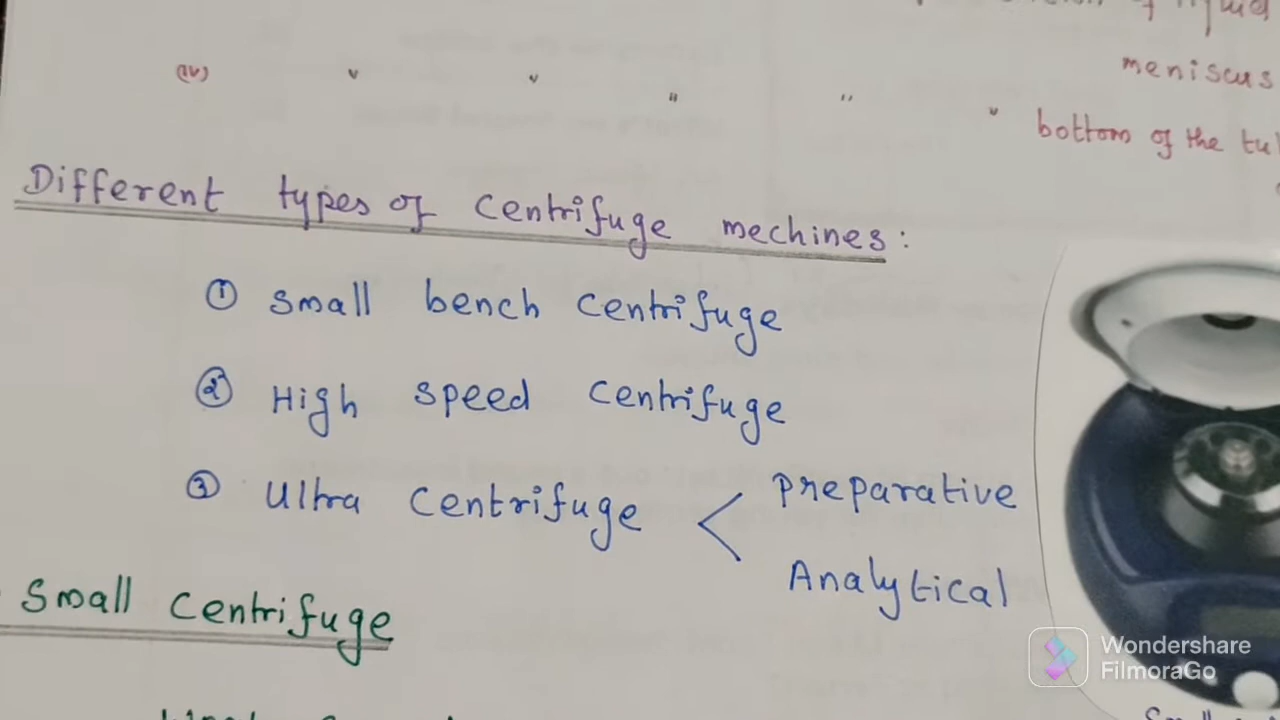 meniscus
(iv) " " " " " bottom of the
Different types of centrifuge mechines:
① Small bench centrifuge
② High speed centrifuge
③ Ultra centrifuge < Preparative
Analytical
Small centrifuge
Wondershare
FilmoraGo